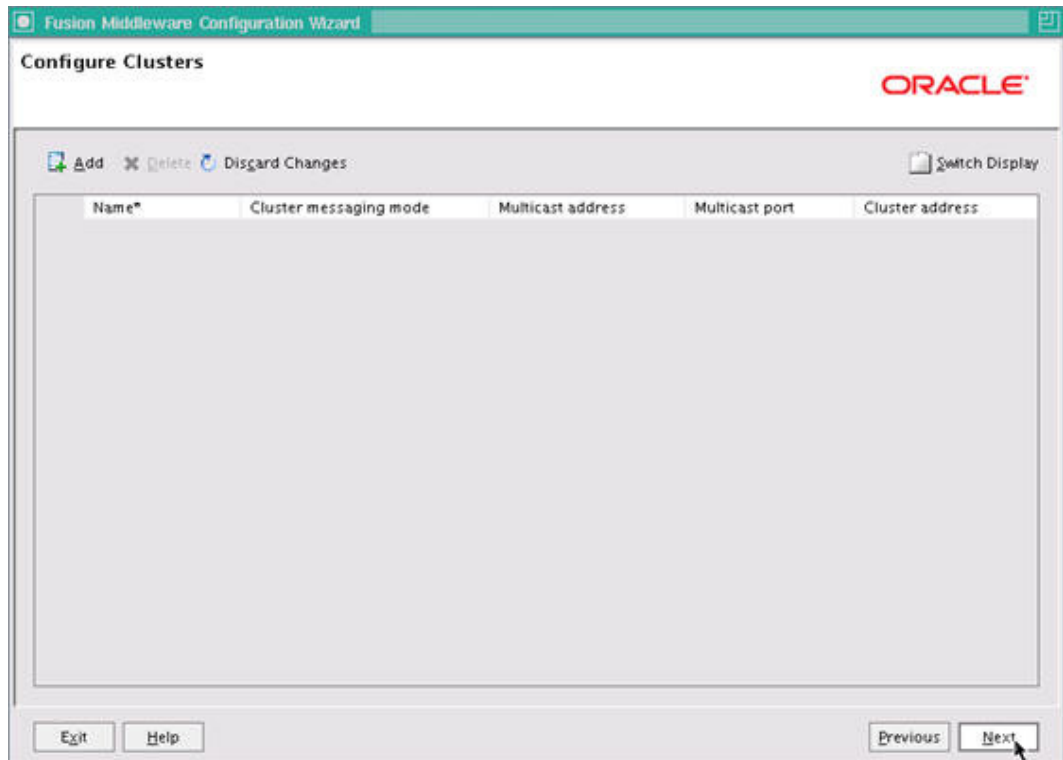 Fusion Middleware Configuration Wizard
Configure Clusters
ORACLE
Add Delete Discard Changes Switch Display
Name* Cluster messaging mode Multicast address Multicast port Cluster address
Exit Help Previous Next